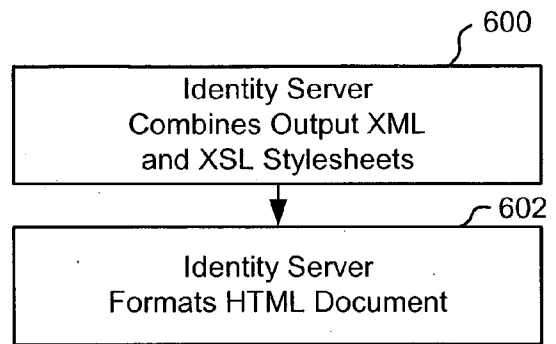 600
Identity Server
Combines Output XML
and XSL Stylesheets
602
Identity Server
Formats HTML Document